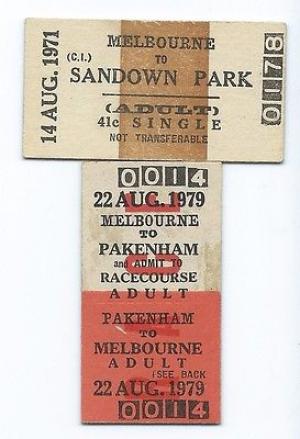 14 AUG. 1971
(C.I.)
MELBOURNE
TO
SANDOWN PARK
(ADULT)
41c SINGLE
NOT TRANSFERABLE
0178
0014
22 AUG. 1979
MELBOURNE
TO
PAKENHAM
and ADMIT TO
RACECOURSE
ADULT
PAKENHAM
TO
MELBOURNE
ADULT
(SEE BACK
22 AUG. 1979
0014